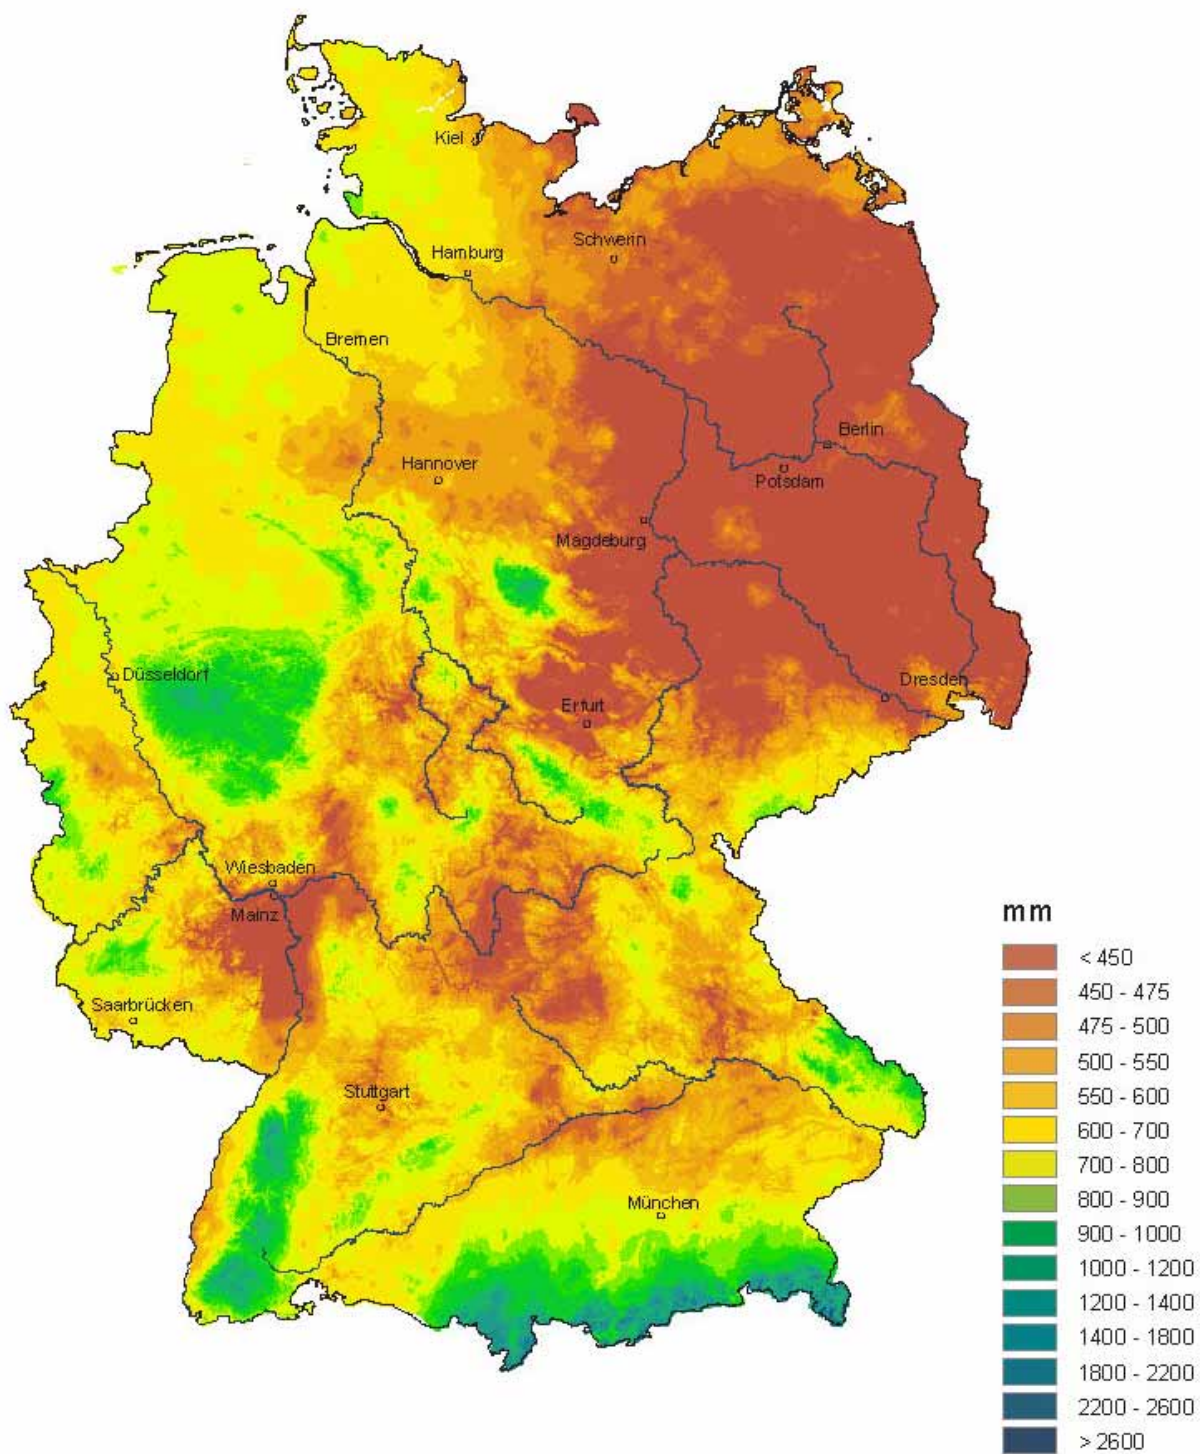 Kiel
Schwerin
Hamburg
Bremen
Berlin
Hannover
Potsdam
Magdeburg
Düsseldorf
Dresden
Erfurt
Wiesbaden
Mainz
Saarbrücken
Stuttgart
München
mm
< 450
450 - 475
475 - 500
500 - 550
550 - 600
600 - 700
700 - 800
800 - 900
900 - 1000
1000 - 1200
1200 - 1400
1400 - 1800
1800 - 2200
2200 - 2600
> 2600